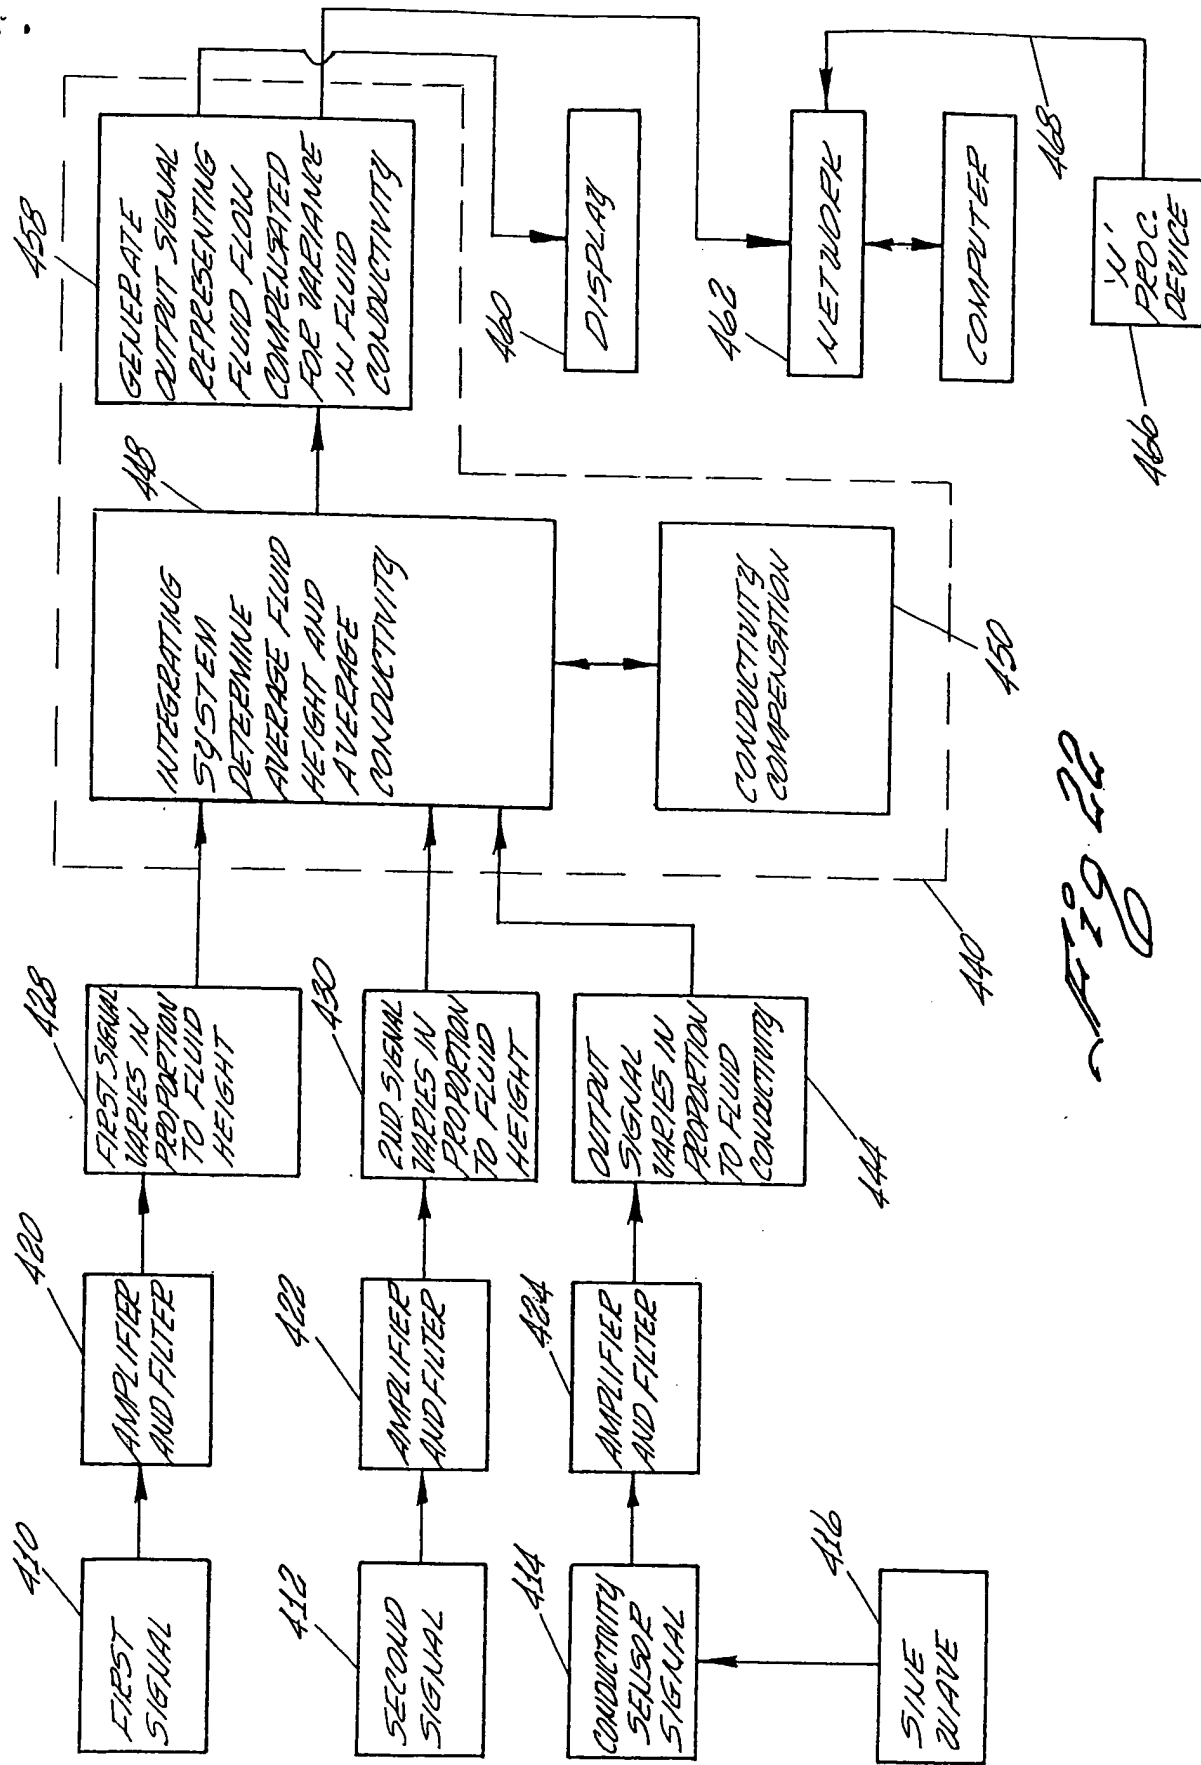 410
FIRST
SIGNAL
420
AMPLIFIER
AND FILTER
428
FIRST SIGNAL
VARIES IN
PROPORTION
TO FLUID
HEIGHT
412
SECOND
SIGNAL
422
AMPLIFIER
AND FILTER
430
2ND. SIGNAL
VARIES IN
PROPORTION
TO FLUID
HEIGHT
414
CONDUCTIVITY
SENSOR
SIGNAL
424
AMPLIFIER
AND FILTER
OUTPUT
SIGNAL
VARIES IN
PROPORTION
TO FLUID
CONDUCTIVITY
444
416
SINE
WAVE
448
INTEGRATING
SYSTEM
DETERMINE
AVERAGE FLUID
HEIGHT AND
AVERAGE
CONDUCTIVITY
CONDUCTIVITY
COMPENSATION
450
440
458
GENERATE
OUTPUT SIGNAL
REPRESENTING
FLUID FLOW
COMPENSATED
FOR VARIANCE
IN FLUID
CONDUCTIVITY
460
DISPLAY
462
NETWORK
COMPUTER
468
'N'
PROC.
DEVICE
466
Fig 22